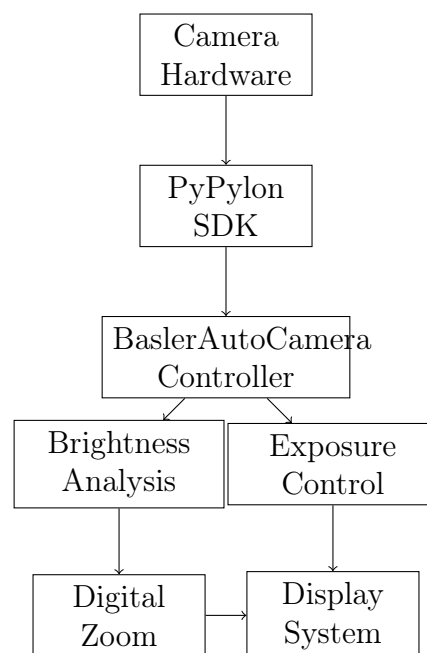 Camera
Hardware
PyPylon
SDK
BaslerAutoCamera
Controller
Brightness
Analysis
Exposure
Control
Digital
Zoom
Display
System